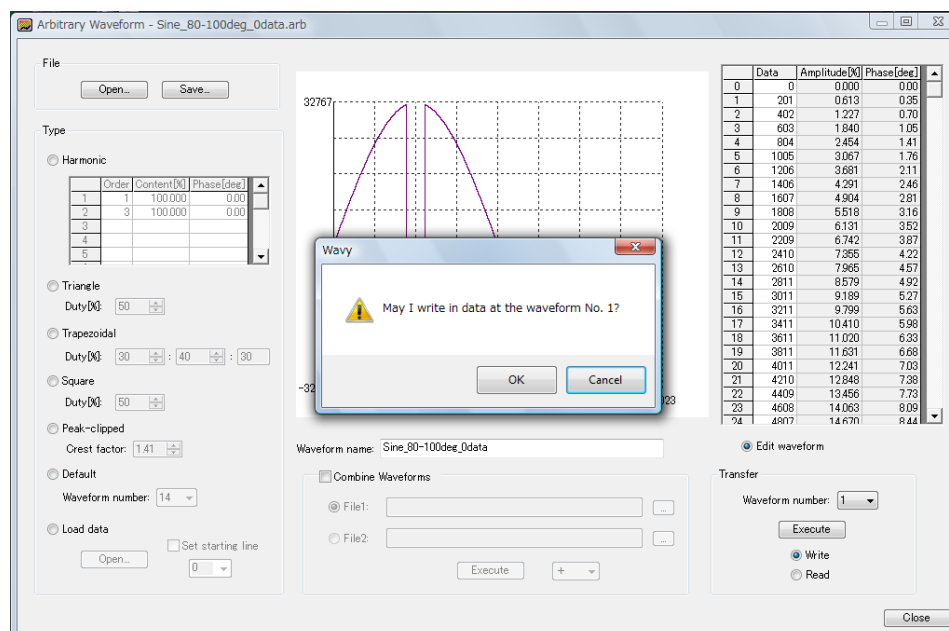 Arbitrary Waveform - Sine_80-100deg_0data.arb
File
Open...
Save...
Type
Harmonic
Order Content[%] Phase[deg]
1 1 100.000 0.00
2 3 100.000 0.00
3
4
5
Triangle
Duty[%]: 50
Trapezoidal
Duty[%]: 30 : 40 : 30
Square
Duty[%]: 50
Peak-clipped
Crest factor: 1.41
Default
Waveform number: 14
Load data
Set starting line
Open...
0
32767
-32
023
Wavy
May I write in data at the waveform No. 1?
OK
Cancel
Waveform name: Sine_80-100deg_0data
Combine Waveforms
File1: ...
File2: ...
Execute
+
Data Amplitude[%] Phase[deg]
0 0 0.000 0.00
1 201 0.613 0.35
2 402 1.227 0.70
3 603 1.840 1.05
4 804 2.454 1.41
5 1005 3.067 1.76
6 1206 3.681 2.11
7 1406 4.291 2.46
8 1607 4.904 2.81
9 1808 5.518 3.16
10 2009 6.131 3.52
11 2209 6.742 3.87
12 2410 7.355 4.22
13 2610 7.965 4.57
14 2811 8.579 4.92
15 3011 9.189 5.27
16 3211 9.799 5.63
17 3411 10.410 5.98
18 3611 11.020 6.33
19 3811 11.631 6.68
20 4011 12.241 7.03
21 4210 12.848 7.38
22 4409 13.456 7.73
23 4608 14.063 8.09
24 4807 14.670 8.44
Edit waveform
Transfer
Waveform number: 1
Execute
Write
Read
Close